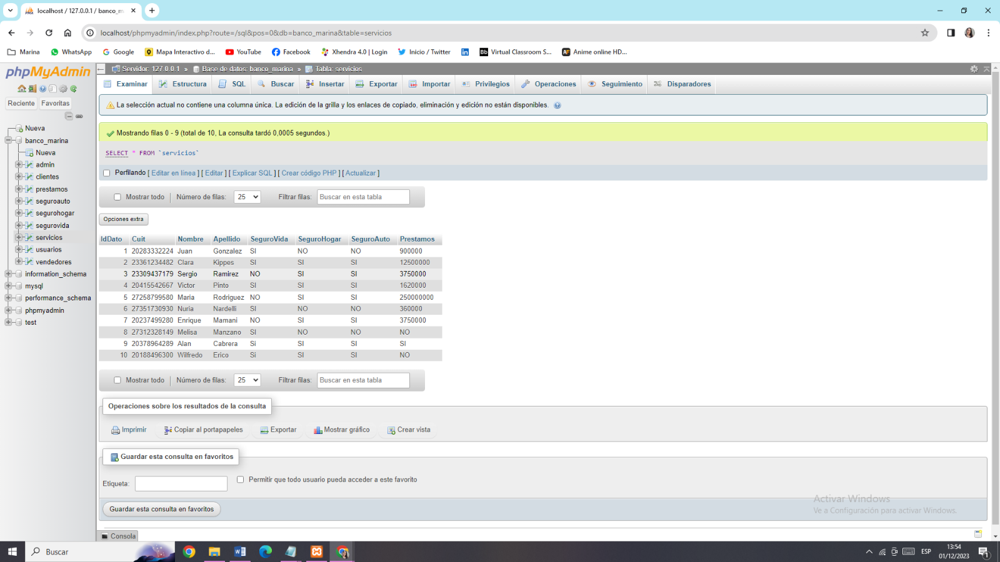 localhost / 127.0.0.1 / banco_m
localhost/phpmyadmin/index.php?route=/sql&pos=0&db=banco_marina&table=servicios
Marina WhatsApp Google Mapa Interactivo d... YouTube Facebook Xhendra 4.0 | Login Inicio / Twitter Virtual Classroom S... Anime online HD...
phpMyAdmin
Servidor: 127.0.0.1 » Base de datos: banco_marina » Tabla: servicios
Examinar Estructura SQL Buscar Insertar Exportar Importar Privilegios Operaciones Seguimiento Disparadores
Reciente Favoritas
Nueva
banco_marina
Nueva
admin
clientes
prestamos
seguroauto
segurohogar
segurovida
servicios
usuarios
vendedores
information_schema
mysql
performance_schema
phpmyadmin
test
La selección actual no contiene una columna única. La edición de la grilla y los enlaces de copiado, eliminación y edición no están disponibles.
Mostrando filas 0 - 9 (total de 10, La consulta tardó 0,0005 segundos.)
SELECT * FROM `servicios`
Perfilando [ Editar en línea ] [ Editar ] [ Explicar SQL ] [ Crear código PHP ] [ Actualizar ]
Mostrar todo | Número de filas: 25 Filtrar filas: Buscar en esta tabla
Opciones extra
IdDato Cuit Nombre Apellido SeguroVida SeguroHogar SeguroAuto Prestamos
1 20283332224 Juan Gonzalez SI NO NO 900000
2 23361234482 Clara Kippes SI SI SI 12500000
3 23309437179 Sergio Ramirez NO SI SI 3750000
4 20415542667 Victor Pinto SI SI SI 1620000
5 27258799580 Maria Rodriguez NO SI SI 250000000
6 27351730930 Nuria Nardelli SI NO NO 360000
7 20237499280 Enrique Mamani NO SI SI 3750000
8 27312328149 Melisa Manzano SI NO NO NO
9 20378964289 Alan Cabrera Si SI SI SI
10 20188496300 Wilfredo Erico Si SI SI NO
Mostrar todo | Número de filas: 25 Filtrar filas: Buscar en esta tabla
Operaciones sobre los resultados de la consulta
Imprimir Copiar al portapapeles Exportar Mostrar gráfico Crear vista
Guardar esta consulta en favoritos
Etiqueta: Permitir que todo usuario pueda acceder a este favorito
Guardar esta consulta en favoritos
Activar Windows
Ve a Configuración para activar Windows.
Consola
Buscar
ESP
13:54
01/12/2023
1